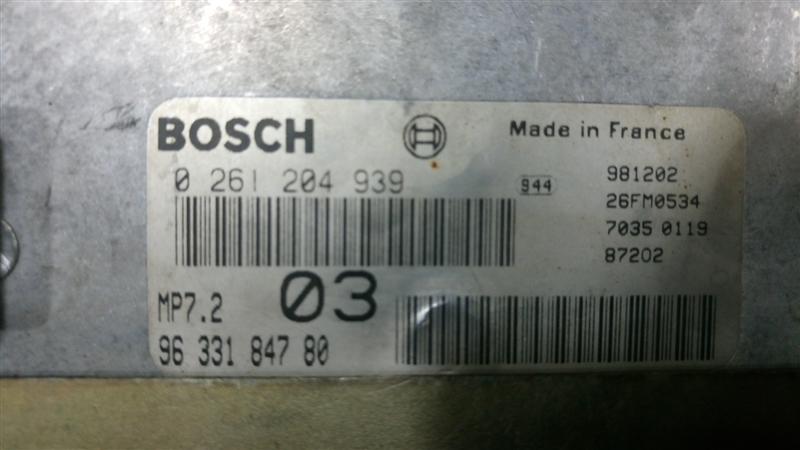 BOSCH
Made in France
0 261 204 939
944
981202
26FM0534
7035 0119
87202
MP7.2
03
96 331 847 80